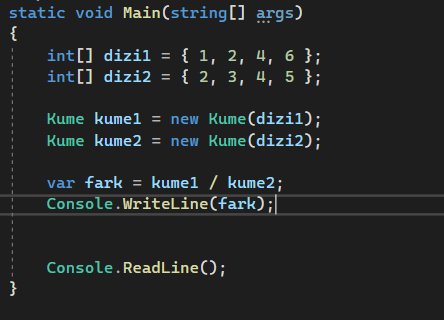 static void Main(string[] args)
{
int[] dizi1 = { 1, 2, 4, 6 };
int[] dizi2 = { 2, 3, 4, 5 };
Kume kume1 = new Kume(dizi1);
Kume kume2 = new Kume(dizi2);
var fark = kume1 / kume2;
Console.WriteLine(fark);
Console.ReadLine();
}